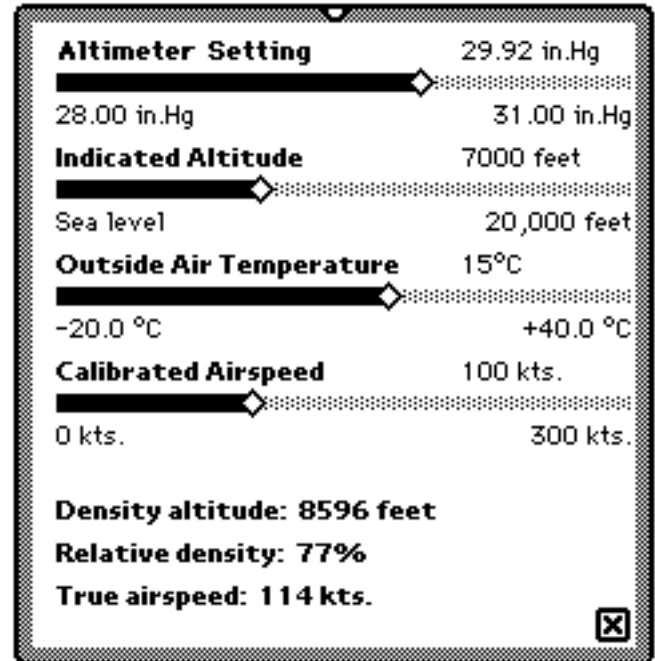 Altimeter Setting 29.92 in.Hg
28.00 in.Hg 31.00 in.Hg
Indicated Altitude 7000 feet
Sea level 20,000 feet
Outside Air Temperature 15°C
-20.0 °C +40.0 °C
Calibrated Airspeed 100 kts.
0 kts. 300 kts.
Density altitude: 8596 feet
Relative density: 77%
True airspeed: 114 kts.